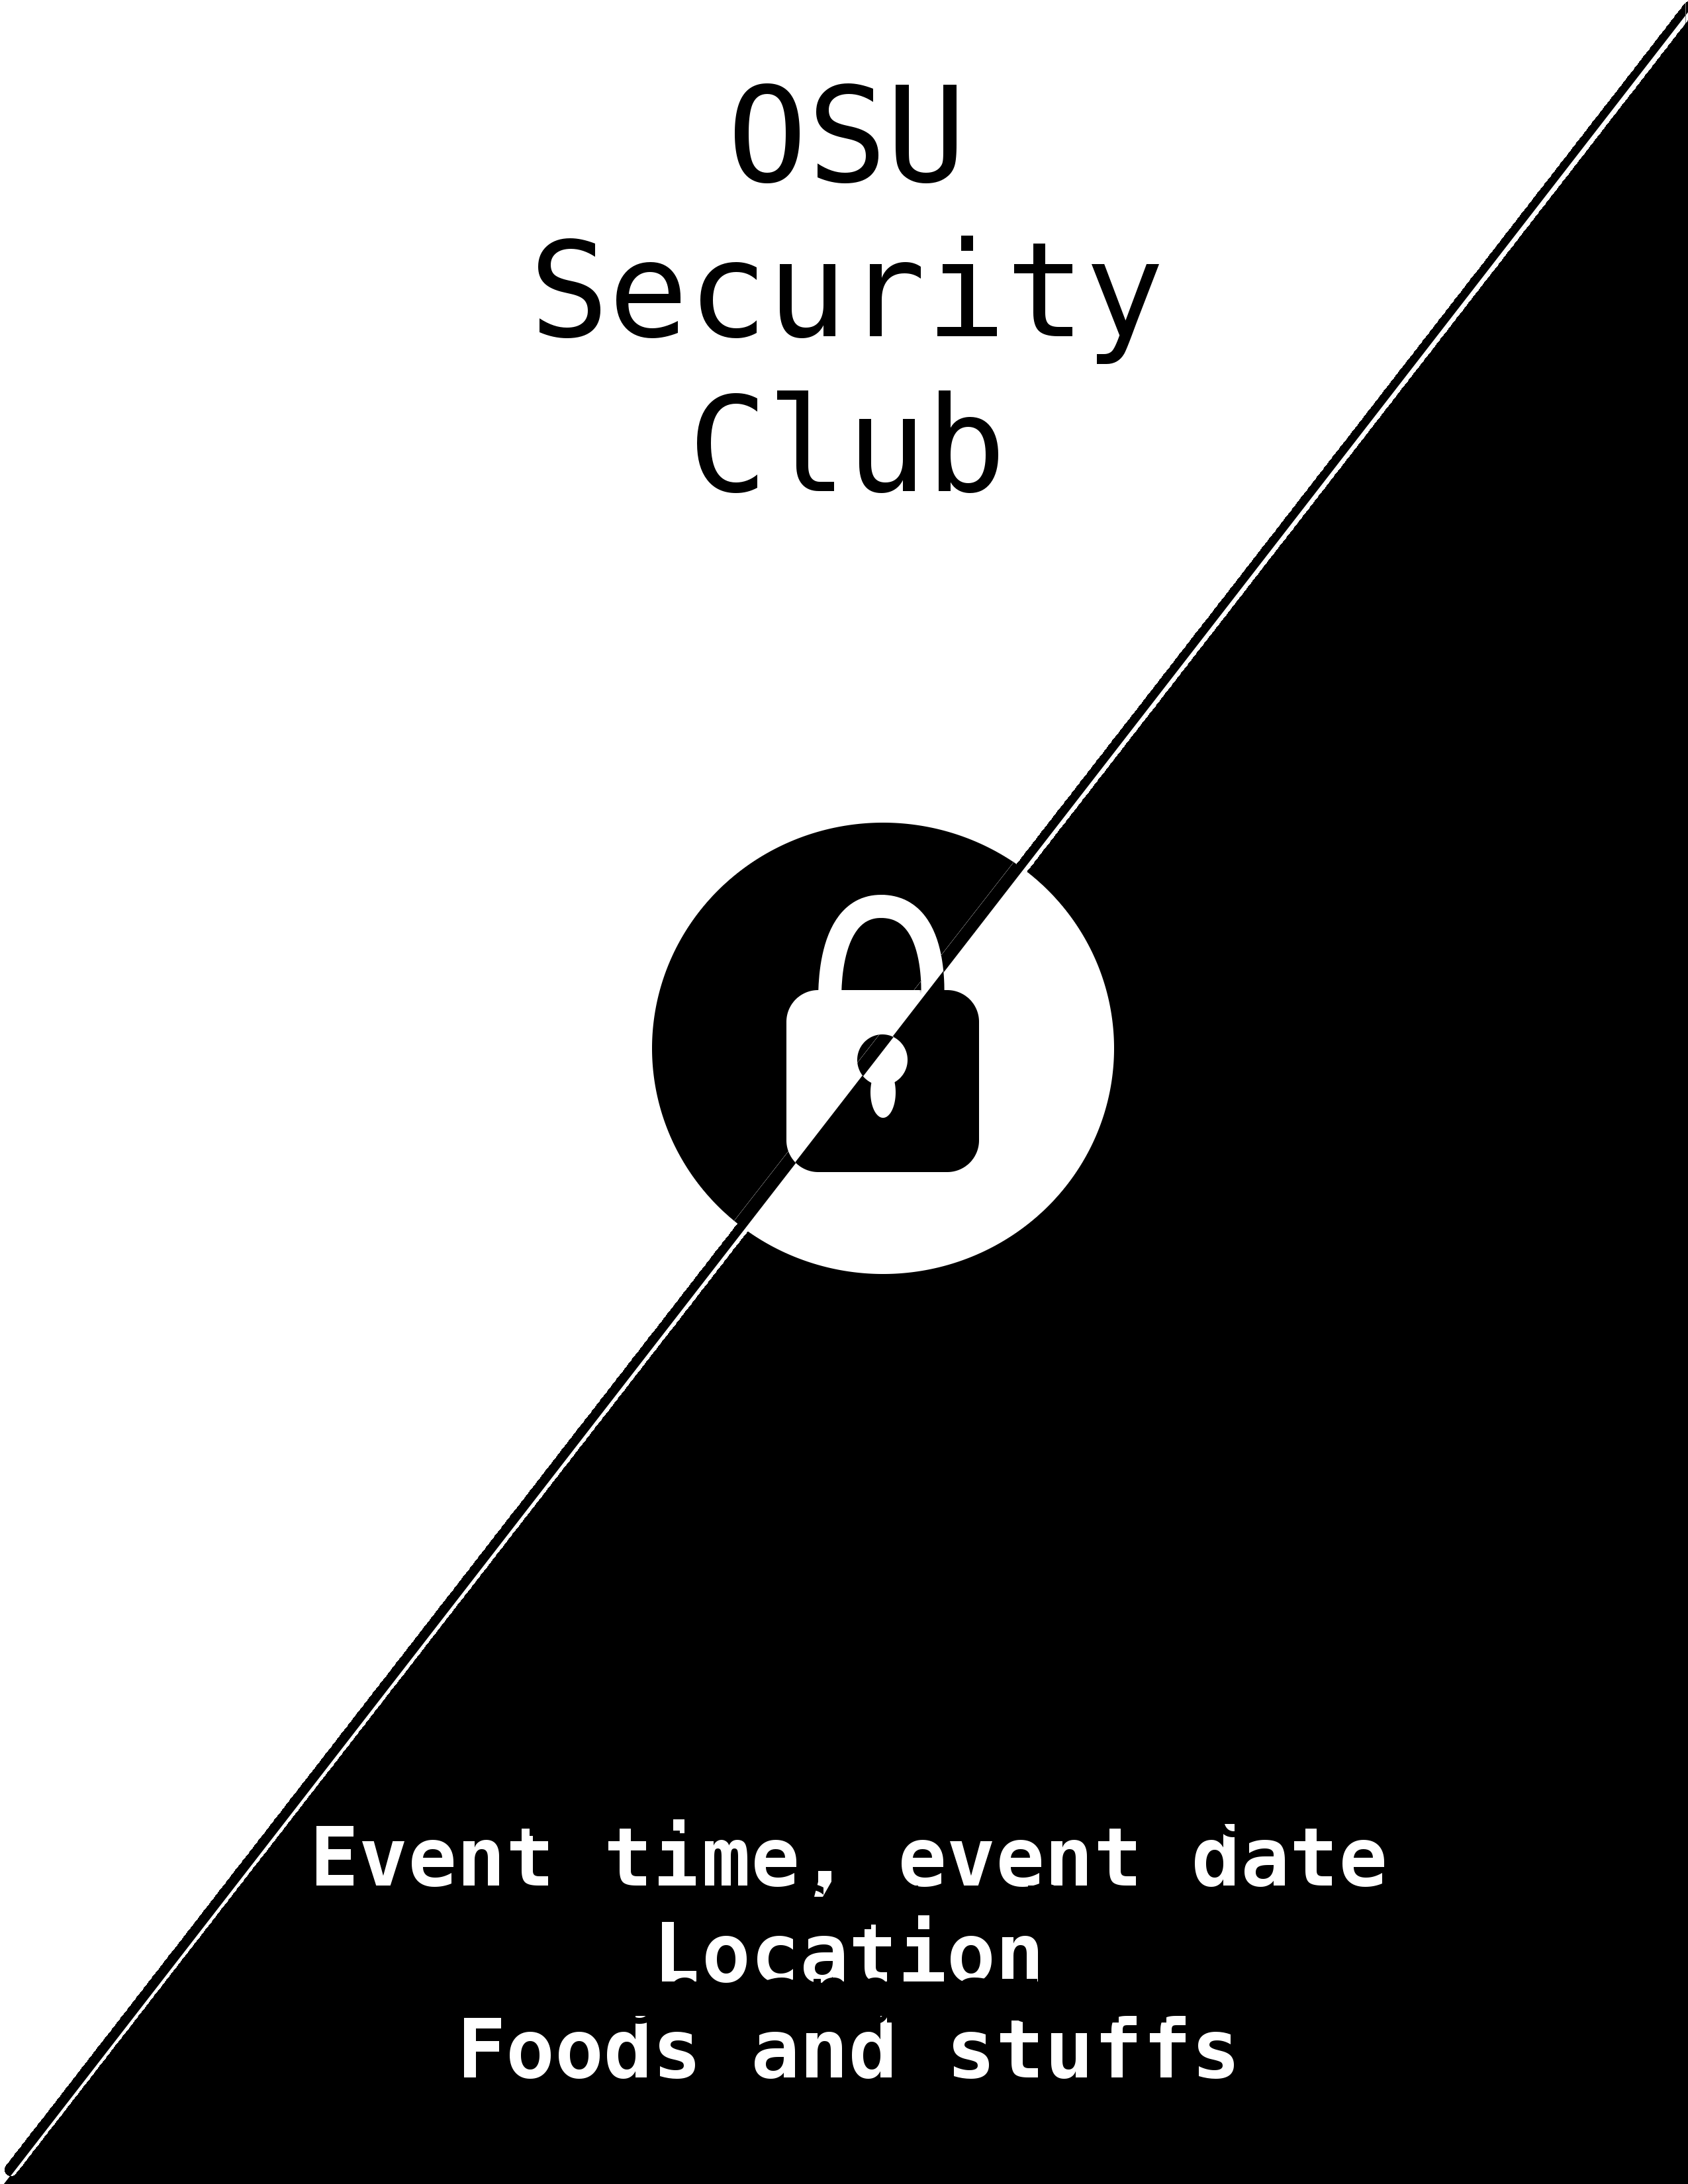 OSU
Security
Club
Event time, event date
Location
Foods and stuffs